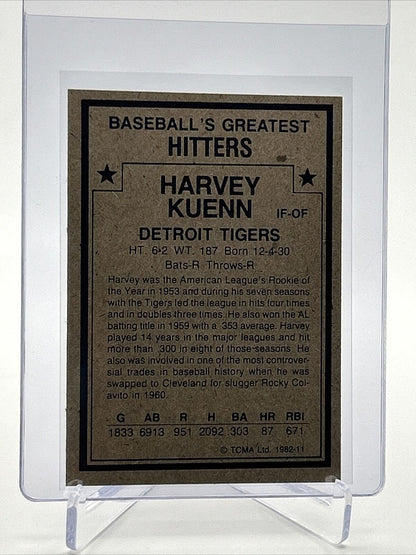 BASEBALL'S GREATEST
HITTERS
HARVEY
KUENN IF-OF
DETROIT TIGERS
HT. 6-2 WT. 187 Born 12-4-30
Bats-R Throws-R
Harvey was the American League's Rookie of
the Year in 1953 and during his seven seasons
with the Tigers led the league in hits four times
and in doubles three times. He also won the AL
batting title in 1959 with a .353 average. Harvey
played 14 years in the major leagues and hit
more than .300 in eight of those seasons. He
also was involved in one of the most controver-
sial trades in baseball history when he was
swapped to Cleveland for slugger Rocky Col-
avito in 1960.
G AB R H BA HR RBI
1833 6913 951 2092 .303 87 671
© TCMA Ltd. 1982-11